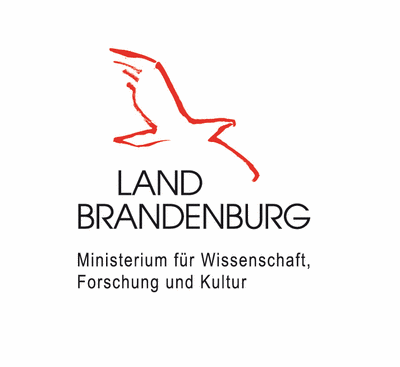 LAND
BRANDENBURG
Ministerium für Wissenschaft,
Forschung und Kultur